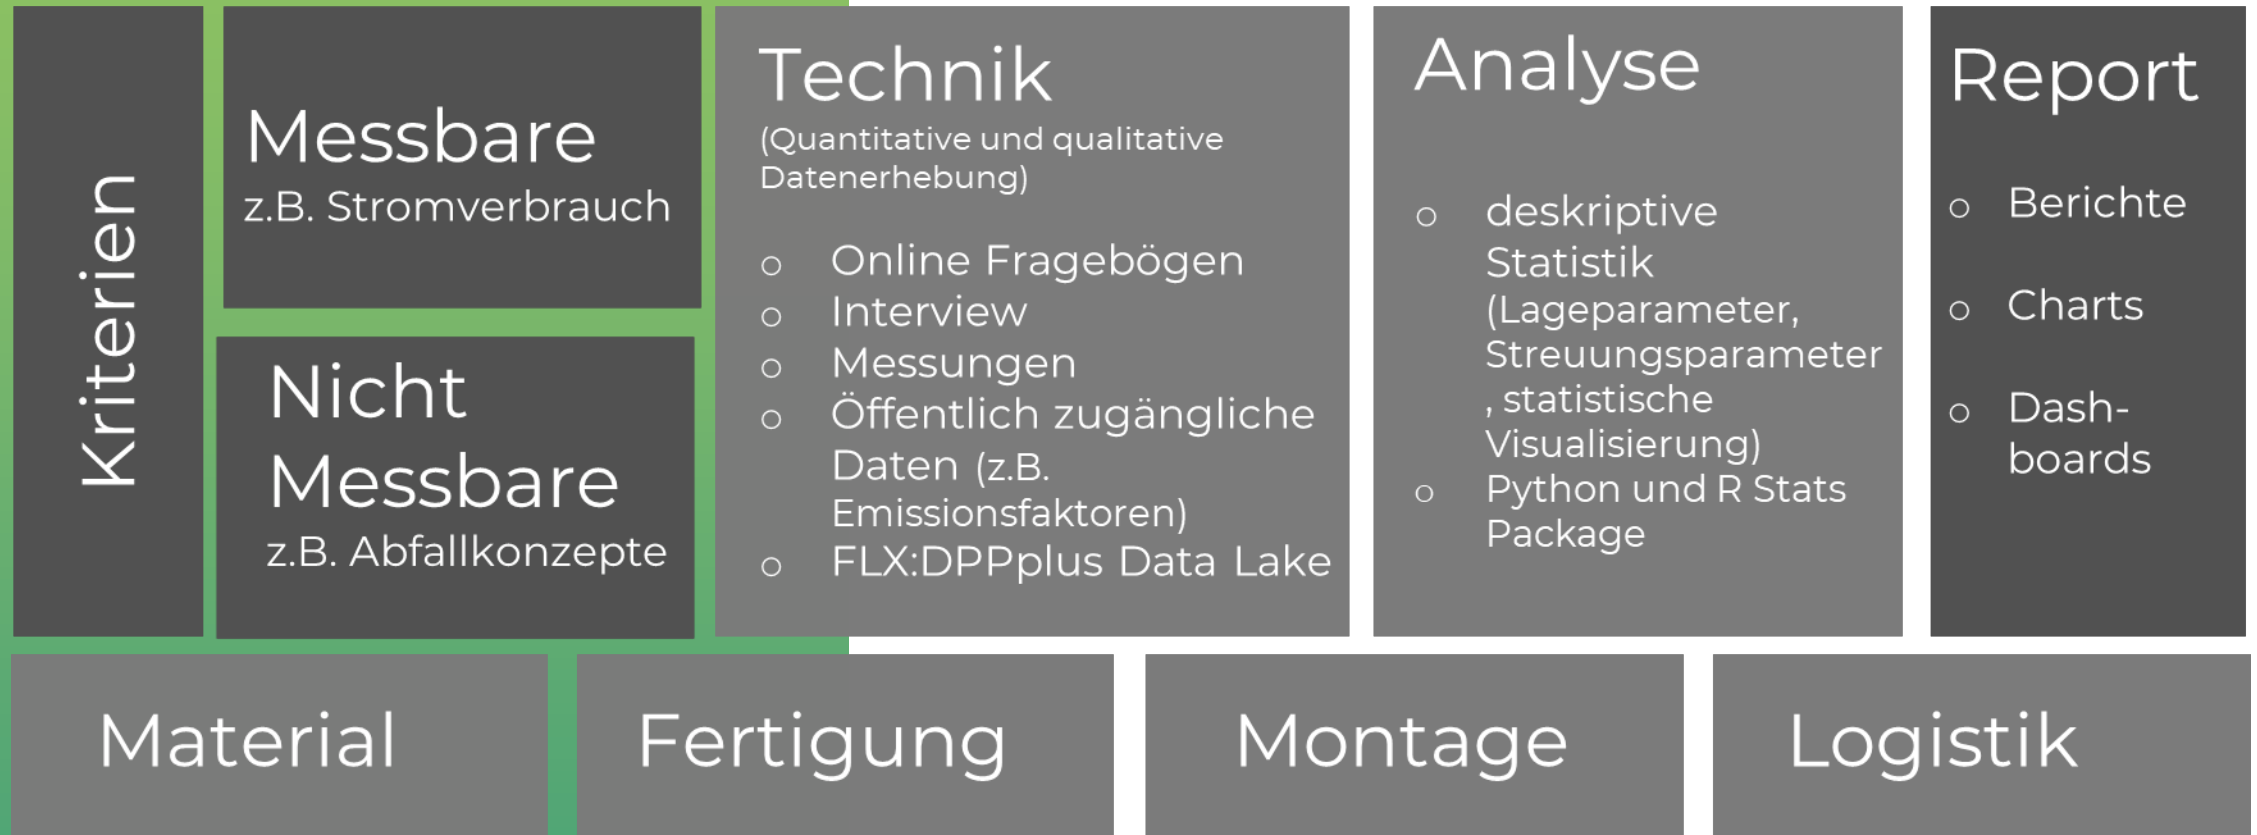 Kriterien
Messbare
z.B. Stromverbrauch
Nicht
Messbare
z.B. Abfallkonzepte
Technik
(Quantitative und qualitative
Datenerhebung)
o Online Fragebögen
o Interview
o Messungen
o Öffentlich zugängliche
Daten (z.B.
Emissionsfaktoren)
o FLX:DPPplus Data Lake
Analyse
o deskriptive
Statistik
(Lageparameter,
Streuungsparameter
, statistische
Visualisierung)
o Python und R Stats
Package
Report
o Berichte
o Charts
o Dash-
boards
Material
Fertigung
Montage
Logistik